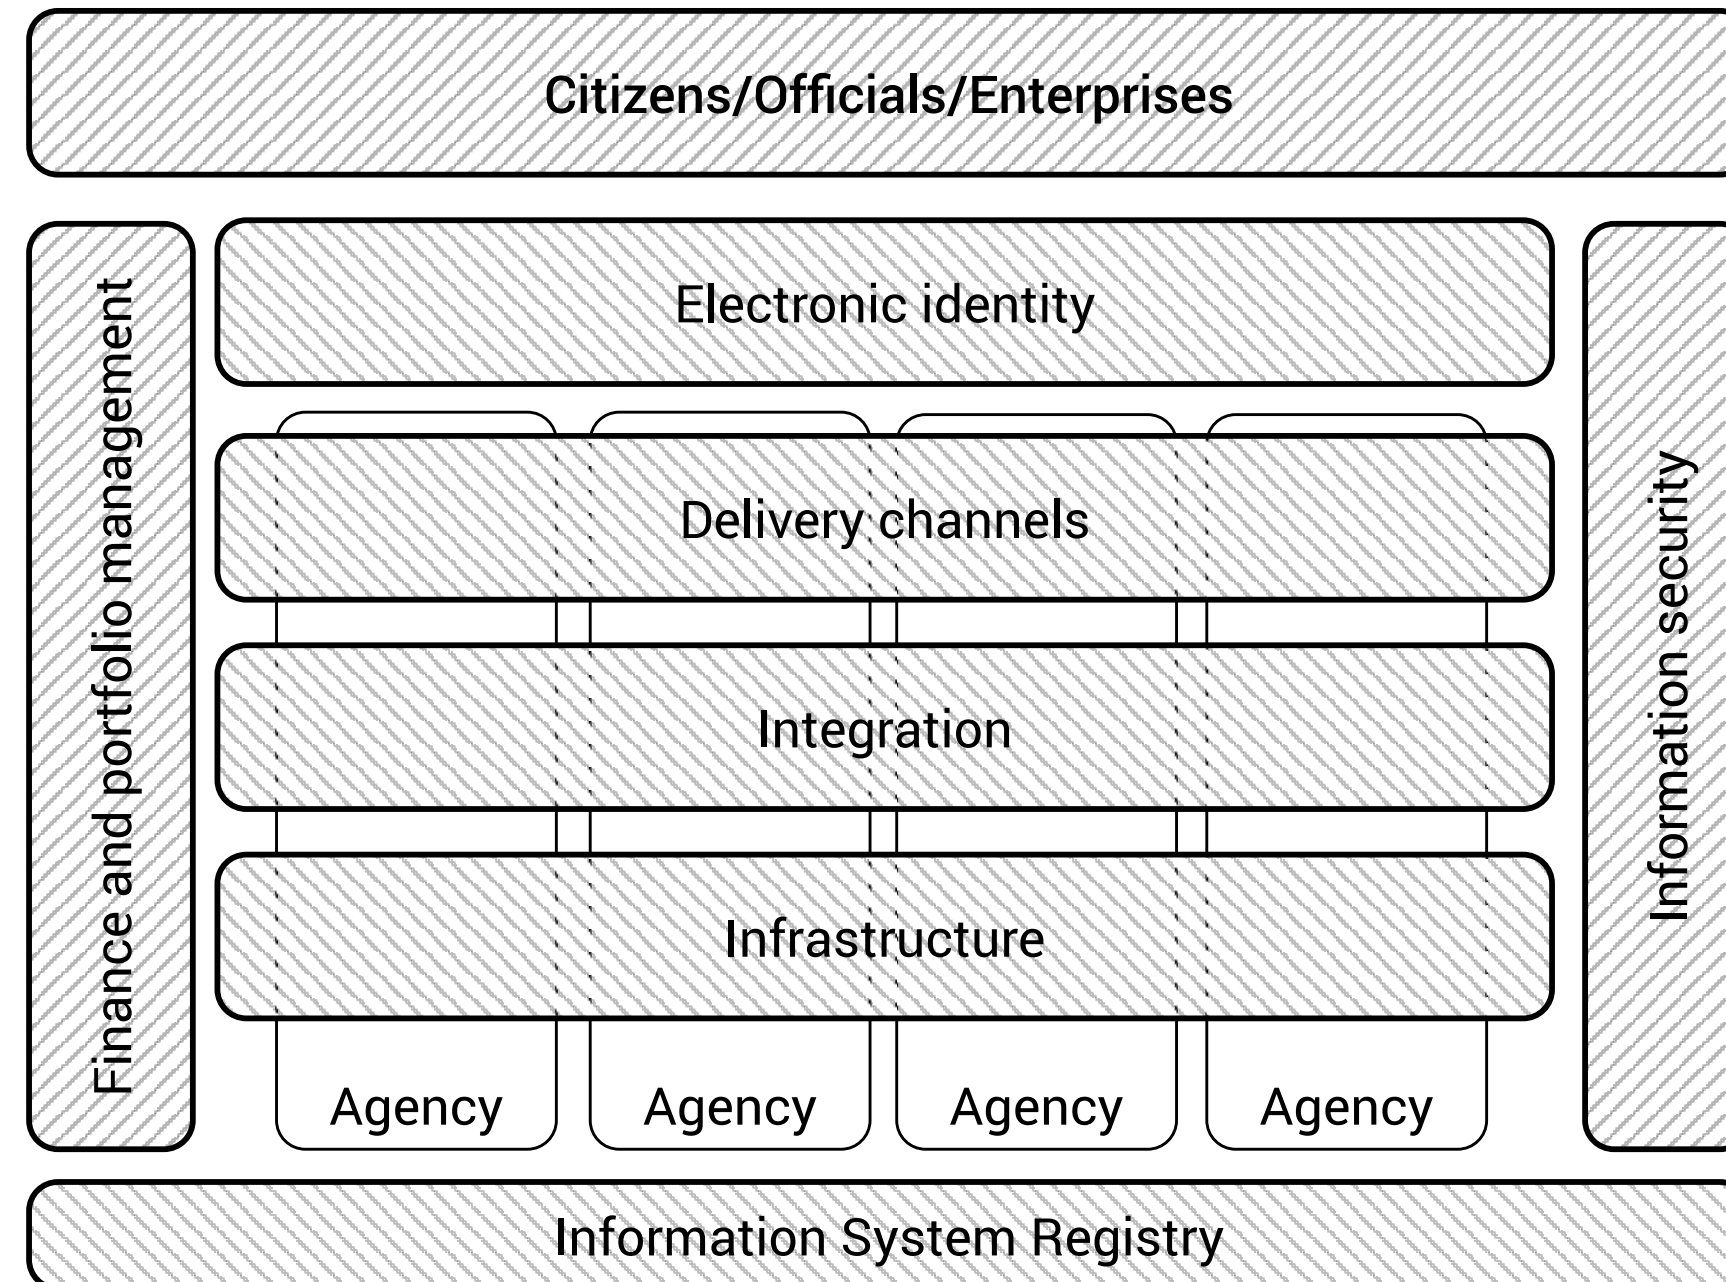 Citizens/Officials/Enterprises
Finance and portfolio management
Electronic identity
Delivery channels
Integration
Infrastructure
Agency
Agency
Agency
Agency
Information security
Information System Registry